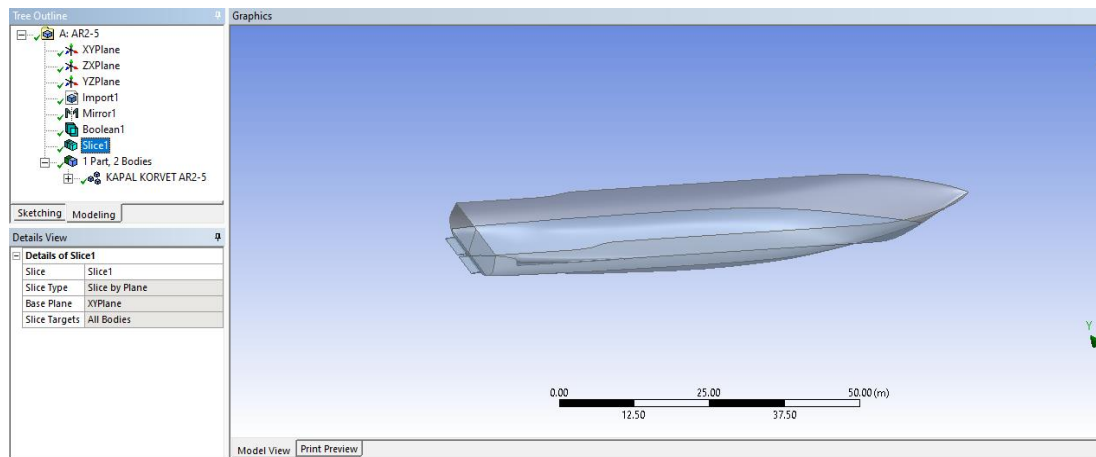 Tree Outline
A: AR2-5
XYPlane
ZXPlane
YZPlane
Import1
Mirror1
Boolean1
Slice1
1 Part, 2 Bodies
KAPAL KORVET AR2-5
Sketching Modeling
Details View
Details of Slice1
Slice Slice1
Slice Type Slice by Plane
Base Plane XYPlane
Slice Targets All Bodies
Graphics
Y
0.00 25.00 50.00 (m)
12.50 37.50
Model View Print Preview